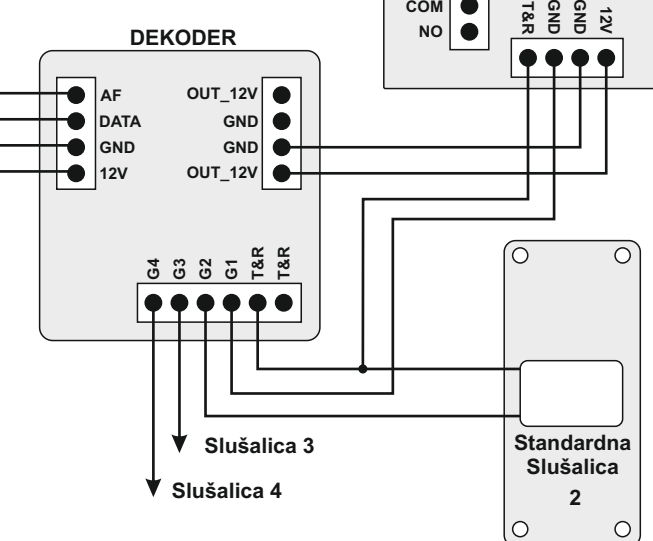 COM
NO
T&R
GND
GND
12V
DEKODER
AF
DATA
GND
12V
OUT_12V
GND
GND
OUT_12V
G4
G3
G2
G1
T&R
T&R
Slušalica 3
Slušalica 4
Standardna
Slušalica
2